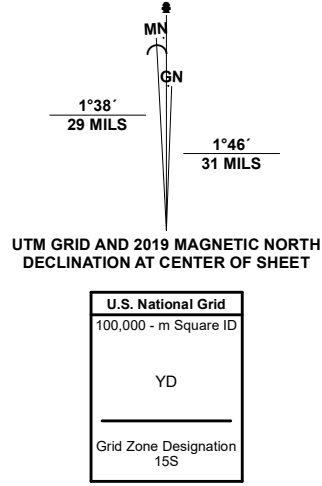 MN
GN
1°38´
29 MILS
1°46´
31 MILS
UTM GRID AND 2019 MAGNETIC NORTH
DECLINATION AT CENTER OF SHEET
U.S. National Grid
100,000 - m Square ID
YD
Grid Zone Designation
15S